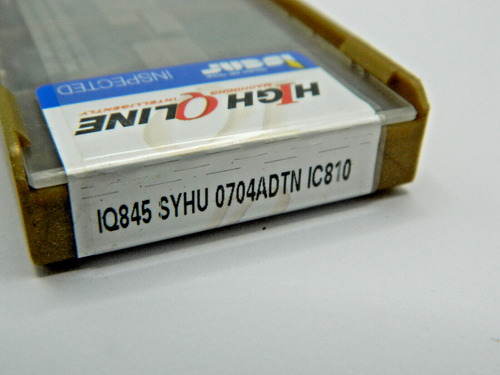 iscar
INSPECTED
HIGH Q LINE
MACHINING
INTELLIGENTLY
IQ845 SYHU 0704ADTN IC810